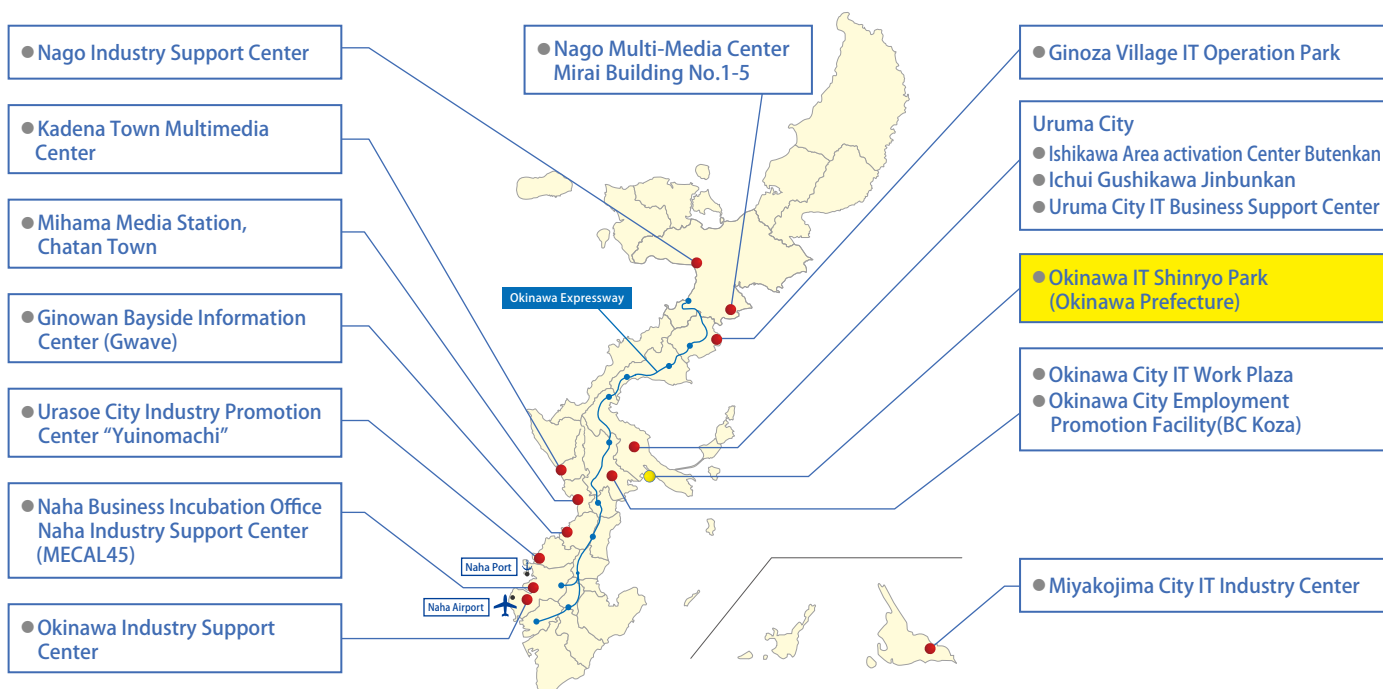 Nago Industry Support Center
Kadena Town Multimedia
Center
Mihama Media Station,
Chatan Town
Ginowan Bayside Information
Center (Gwave)
Urasoe City Industry Promotion
Center “Yuinomachi”
Naha Business Incubation Office
Naha Industry Support Center
(MECAL45)
Okinawa Industry Support
Center
Nago Multi-Media Center
Mirai Building No.1-5
Okinawa Expressway
Naha Port
Naha Airport
Ginoza Village IT Operation Park
Uruma City
Ishikawa Area activation Center Butenkan
Ichui Gushikawa Jinbunkan
Uruma City IT Business Support Center
Okinawa IT Shinryo Park
(Okinawa Prefecture)
Okinawa City IT Work Plaza
Okinawa City Employment
Promotion Facility(BC Koza)
Miyakojima City IT Industry Center